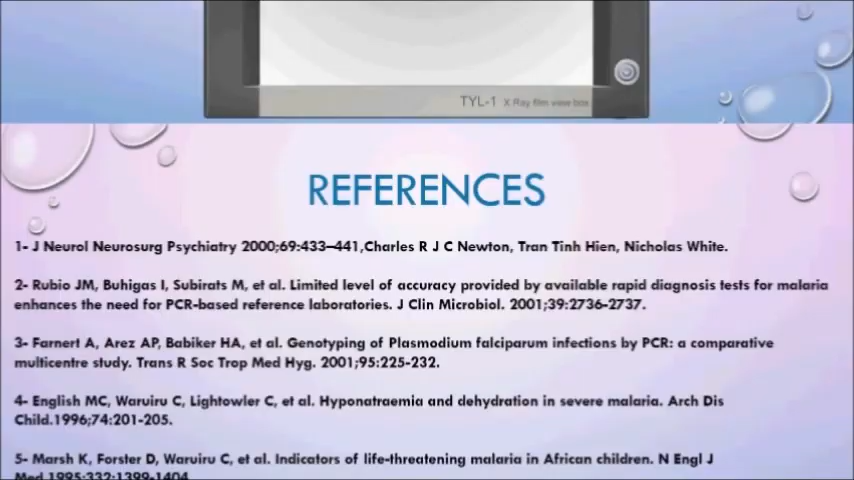 TYL-1 X Ray film view box
REFERENCES
1- J Neurol Neurosurg Psychiatry 2000;69:433–441,Charles R J C Newton, Tran Tinh Hien, Nicholas White.
2- Rubio JM, Buhigas I, Subirats M, et al. Limited level of accuracy provided by available rapid diagnosis tests for malaria
enhances the need for PCR-based reference laboratories. J Clin Microbiol. 2001;39:2736-2737.
3- Farnert A, Arez AP, Babiker HA, et al. Genotyping of Plasmodium falciparum infections by PCR: a comparative
multicentre study. Trans R Soc Trop Med Hyg. 2001;95:225-232.
4- English MC, Waruiru C, Lightowler C, et al. Hyponatraemia and dehydration in severe malaria. Arch Dis
Child.1996;74:201-205.
5- Marsh K, Forster D, Waruiru C, et al. Indicators of life-threatening malaria in African children. N Engl J
Med 1995;332:1399-1404